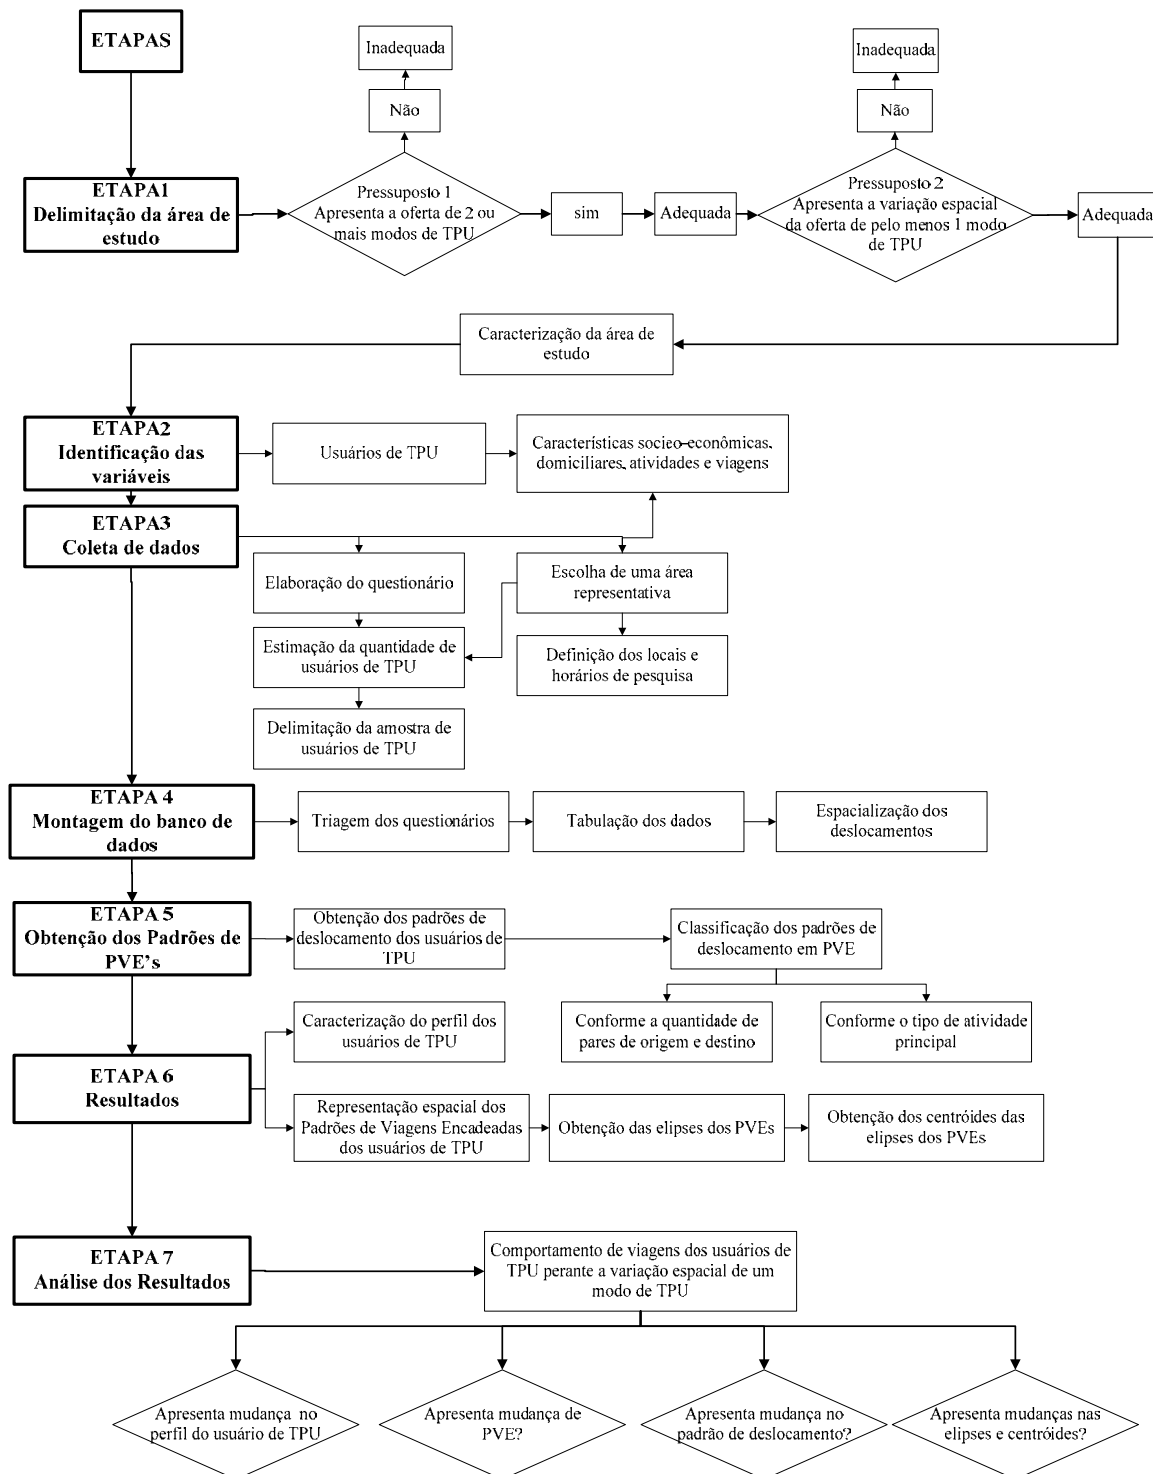 ETAPAS
Inadequada
Inadequada
Não
Não
ETAPA1
Delimitação da área de
estudo
Pressuposto 1
Apresenta a oferta de 2 ou
mais modos de TPU
sim
Adequada
Pressuposto 2
Apresenta a variação espacial
da oferta de pelo menos 1 modo
de TPU
Adequada
Caracterização da área de
estudo
ETAPA2
Identificação das
variáveis
Usuários de TPU
Características socieo-econômicas,
domiciliares, atividades e viagens
ETAPA3
Coleta de dados
Elaboração do questionário
Escolha de uma área
representativa
Estimação da quantidade de
usuários de TPU
Definição dos locais e
horários de pesquisa
Delimitação da amostra de
usuários de TPU
ETAPA 4
Montagem do banco de
dados
Triagem dos questionários
Tabulação dos dados
Espacialização dos
deslocamentos
ETAPA 5
Obtenção dos Padrões de
PVE's
Obtenção dos padrões de
deslocamento dos usuários de
TPU
Classificação dos padrões de
deslocamento em PVE
Conforme a quantidade de
pares de origem e destino
Conforme o tipo de atividade
principal
ETAPA 6
Resultados
Caracterização do perfil dos
usuários de TPU
Representação espacial dos
Padrões de Viagens Encadeadas
dos usuários de TPU
Obtenção das elipses dos PVEs
Obtenção dos centróides das
elipses dos PVEs
ETAPA 7
Análise dos Resultados
Comportamento de viagens dos usuários de
TPU perante a variação espacial de um
modo de TPU
Apresenta mudança no
perfil do usuário de TPU
Apresenta mudança de
PVE?
Apresenta mudança no
padrão de deslocamento?
Apresenta mudanças nas
elipses e centróides?